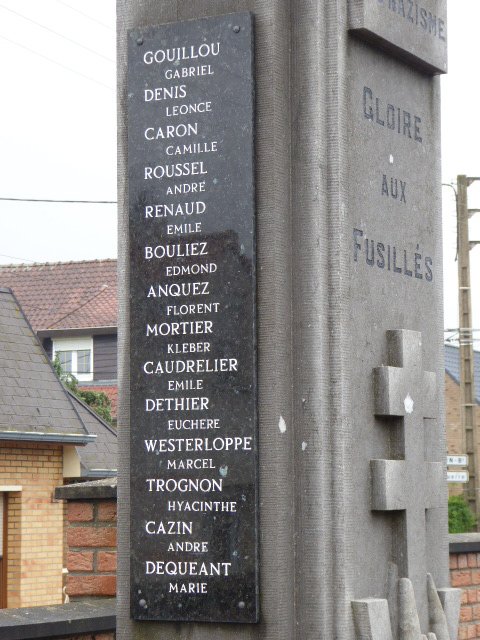 GOUILLOU
GABRIEL
DENIS
LEONCE
CARON
CAMILLE
ROUSSEL
ANDRE
RENAUD
EMILE
BOULIEZ
EDMOND
ANQUEZ
FLORENT
MORTIER
KLEBER
CAUDRELIER
EMILE
DETHIER
EUCHERE
WESTERLOPPE
MARCEL
TROGNON
HYACINTHE
CAZIN
ANDRE
DEQUEANT
MARIE
NAZISME
GLOIRE
AUX
FUSILLÉS